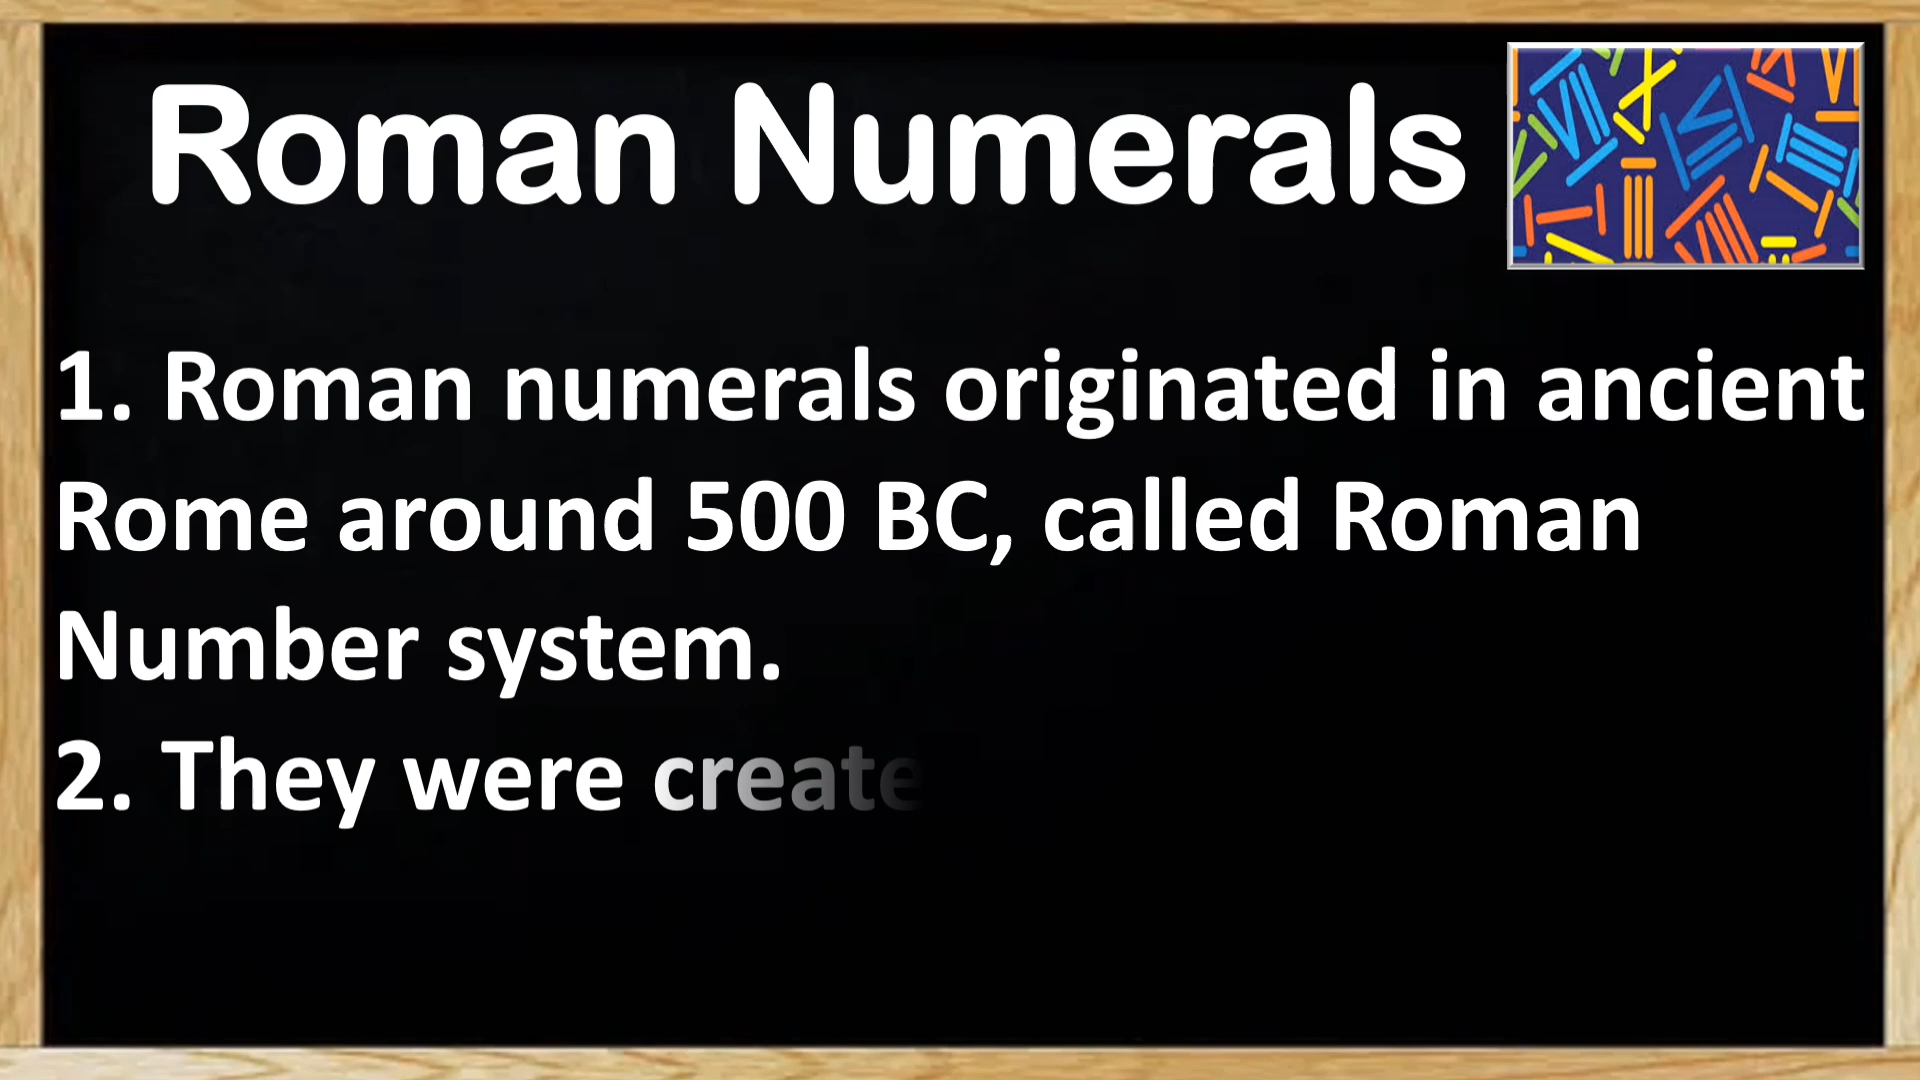 Roman Numerals
1. Roman numerals originated in ancient
Rome around 500 BC, called Roman
Number system.
2. They were create